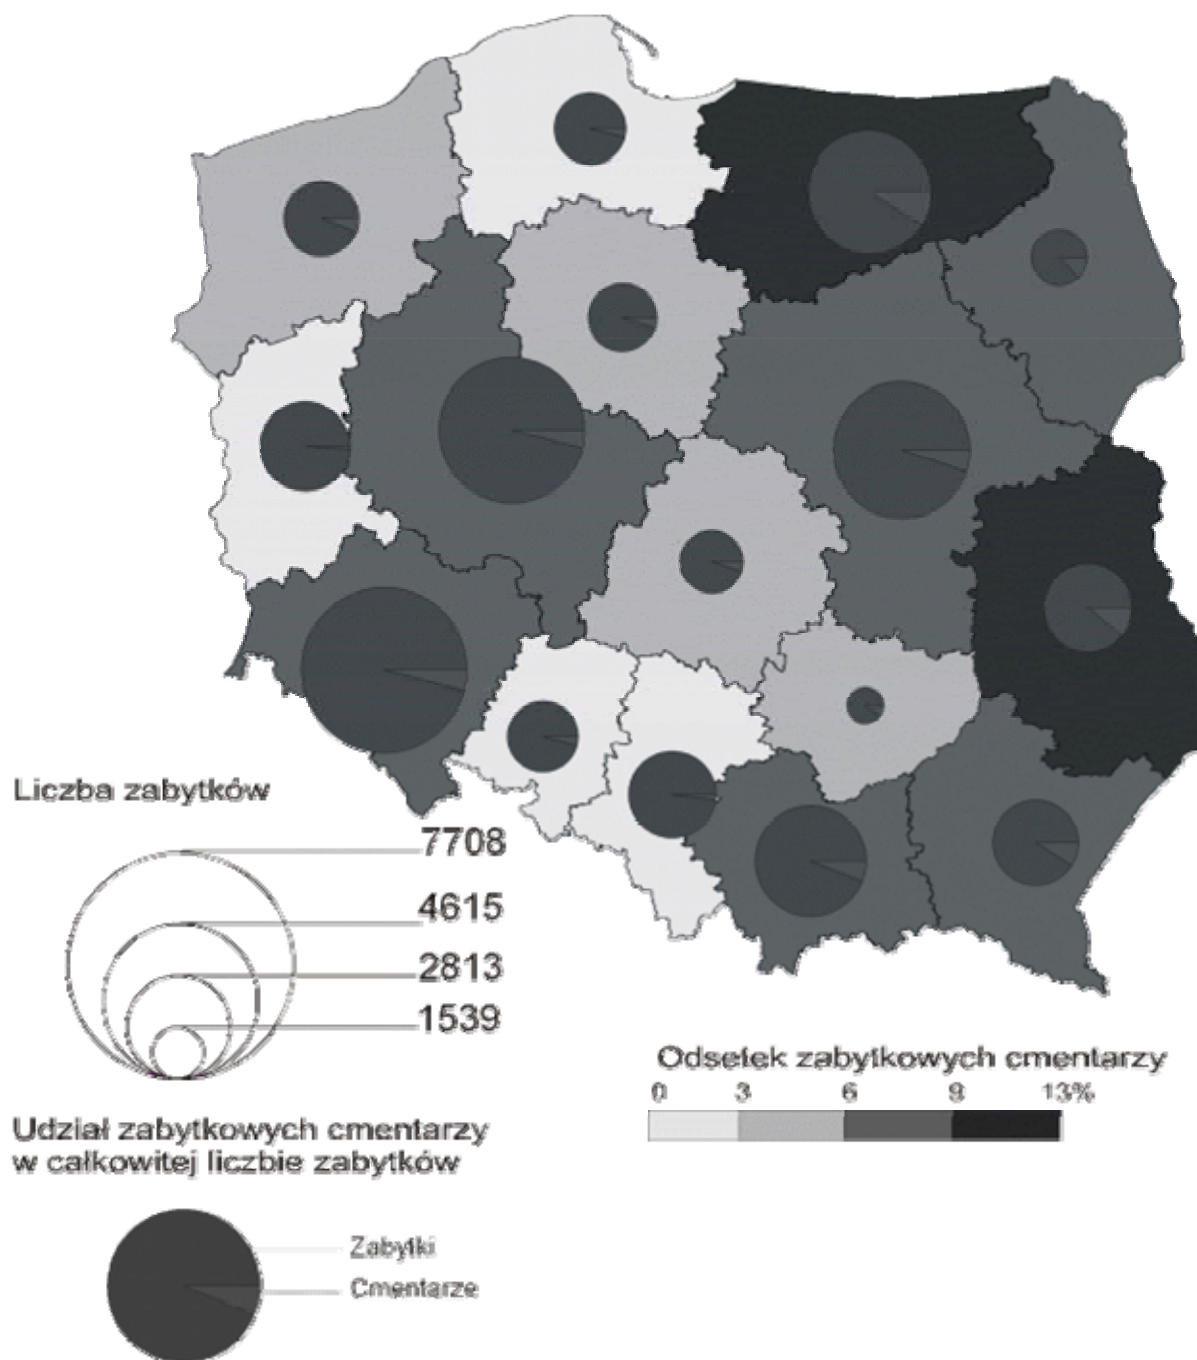 Liczba zabytków
7708
4615
2813
1539
Odsetek zabytkowych cmentarzy
0 3 6 9 13%
Udział zabytkowych cmentarzy
w całkowitej liczbie zabytków
Zabytki
Cmentarze